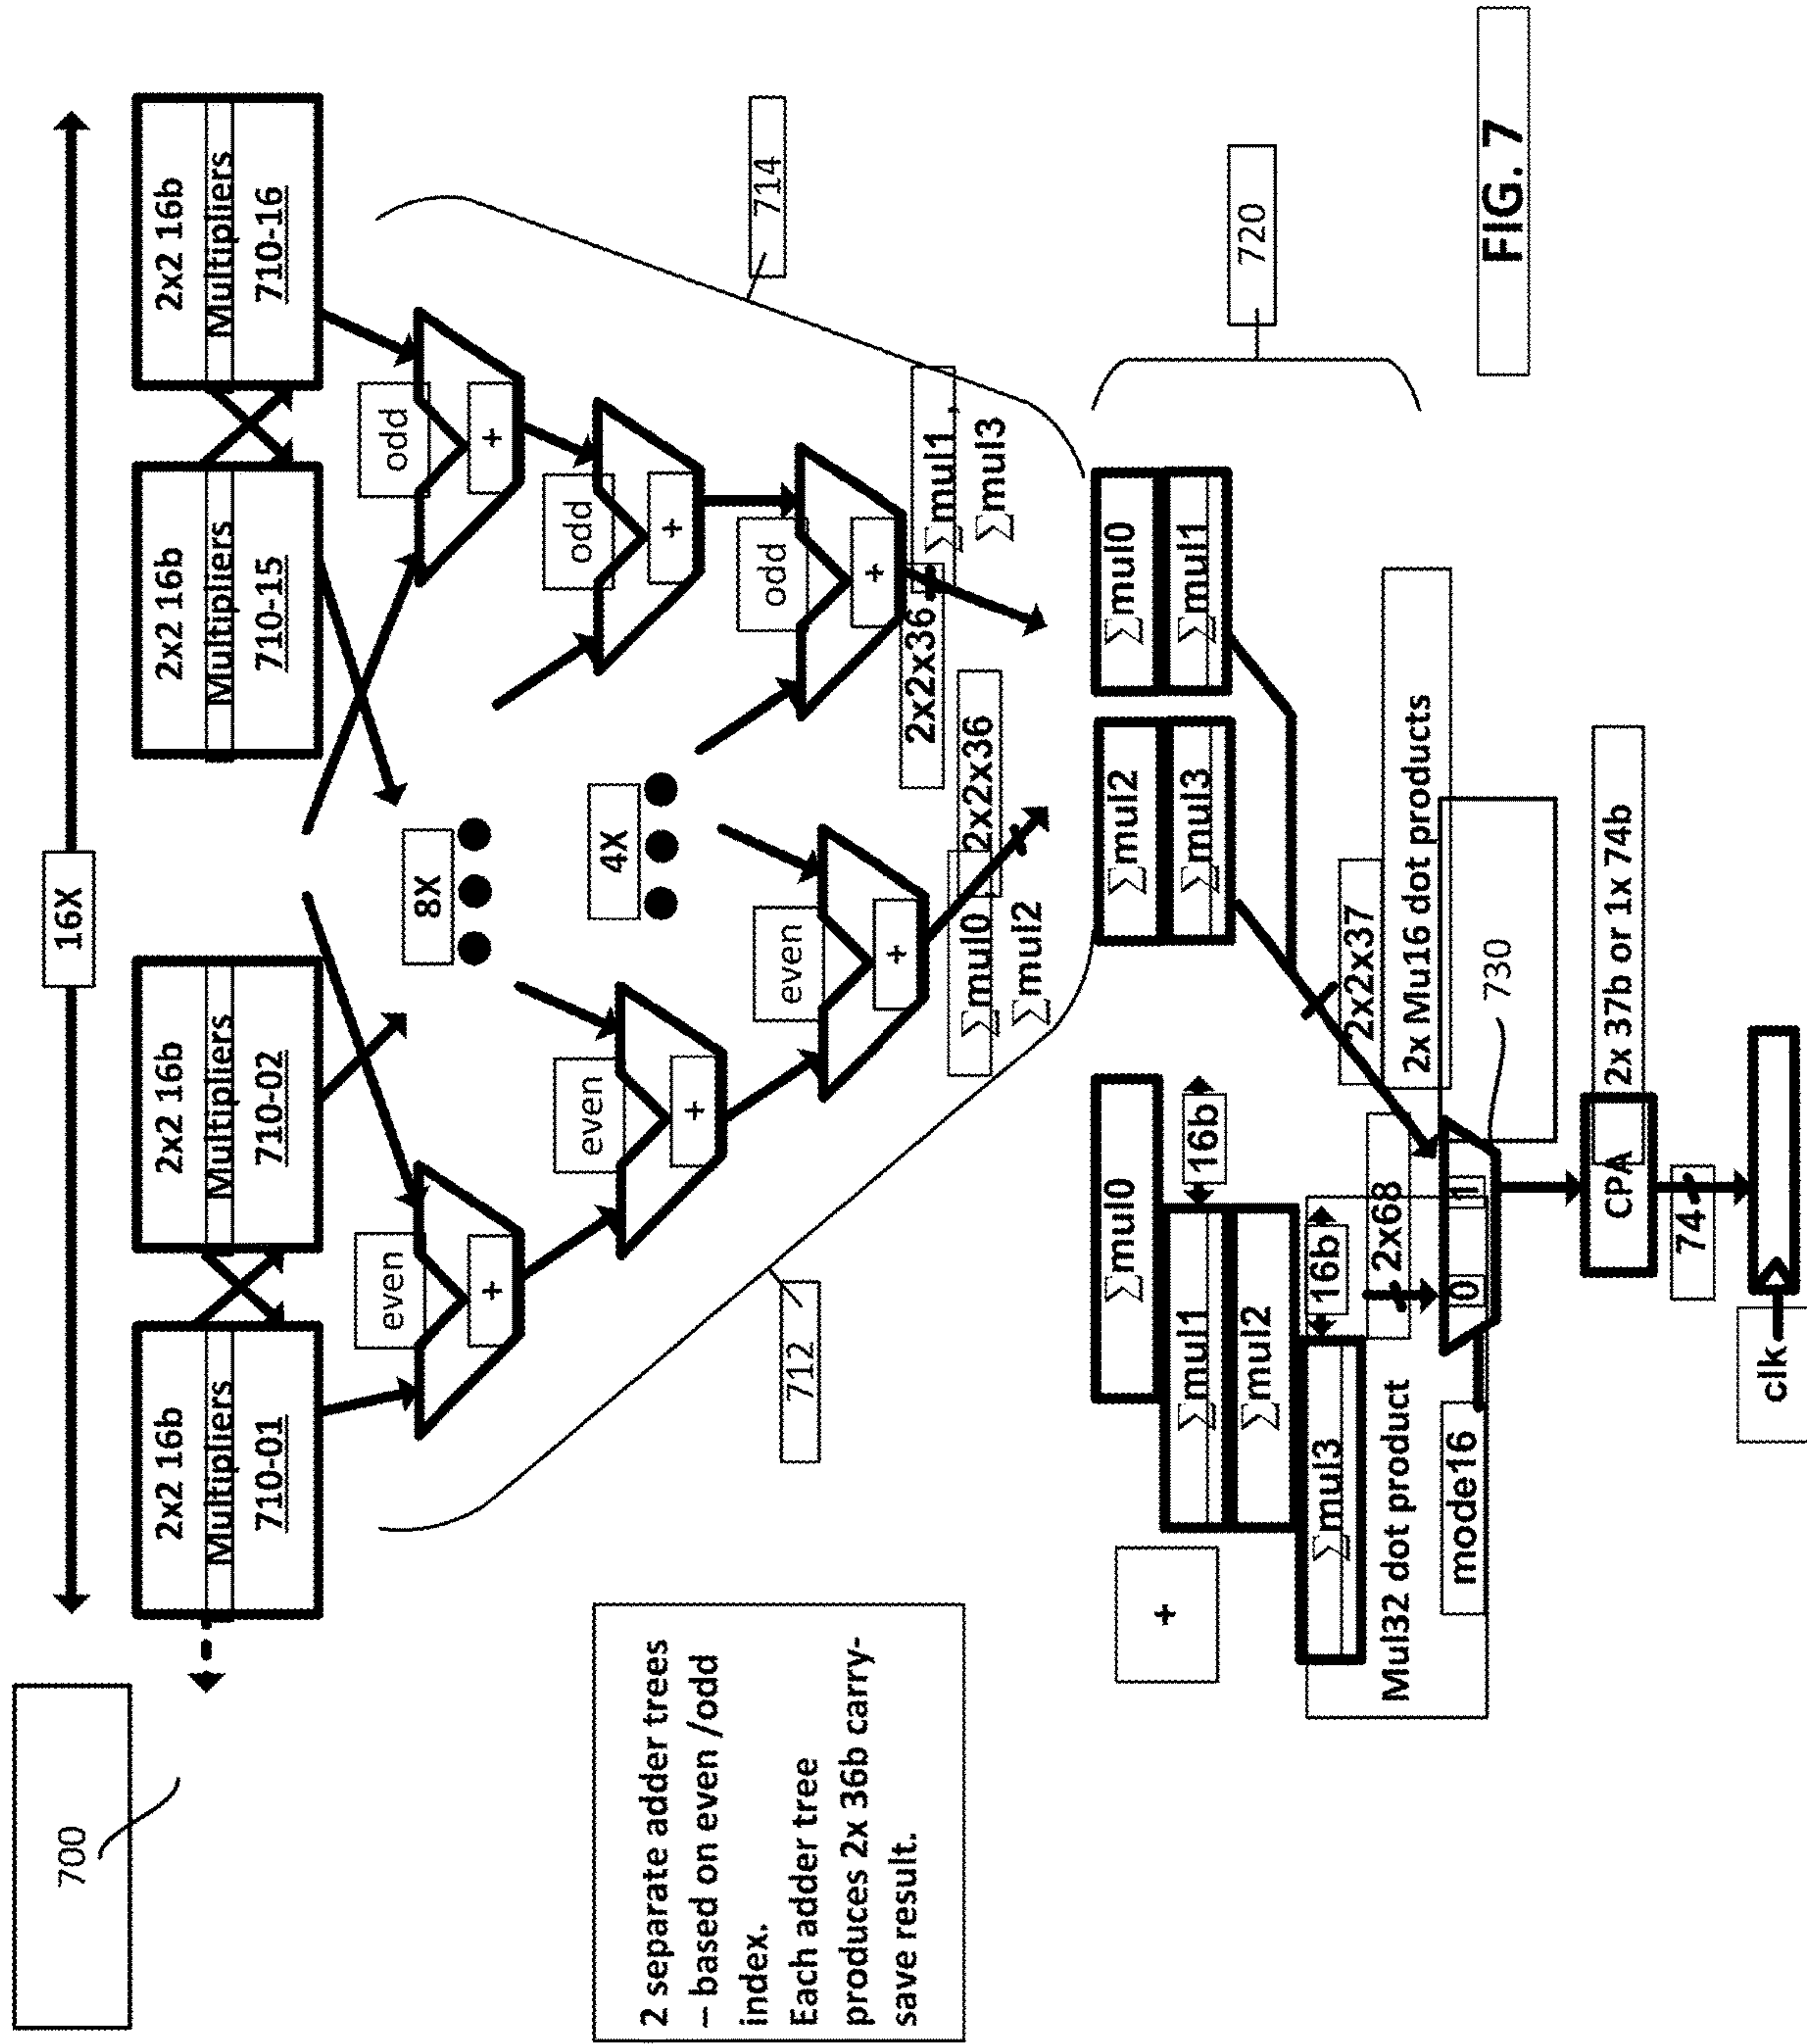 16X
2x2 16b
Multipliers
710-01
2x2 16b
Multipliers
710-02
2x2 16b
Multipliers
710-15
2x2 16b
Multipliers
710-16
700
even
+
8X
odd
+
even
+
4X
odd
+
even
+
odd
+
714
712
2 separate adder trees
– based on even /odd
index.
Each adder tree
produces 2x 36b carry-
save result.
∑mul0,
∑mul2
2x2x36
2x2x36
∑mul1,
∑mul3
+
∑mul0
∑mul1
16b
∑mul2
∑mul3
16b
∑mul2
∑mul3
∑mul0
∑mul1
720
Mul32 dot product
2x68
2x2x37
2x Mu16 dot products
mode16
0
1
730
CPA
2x 37b or 1x 74b
74
clk
FIG. 7